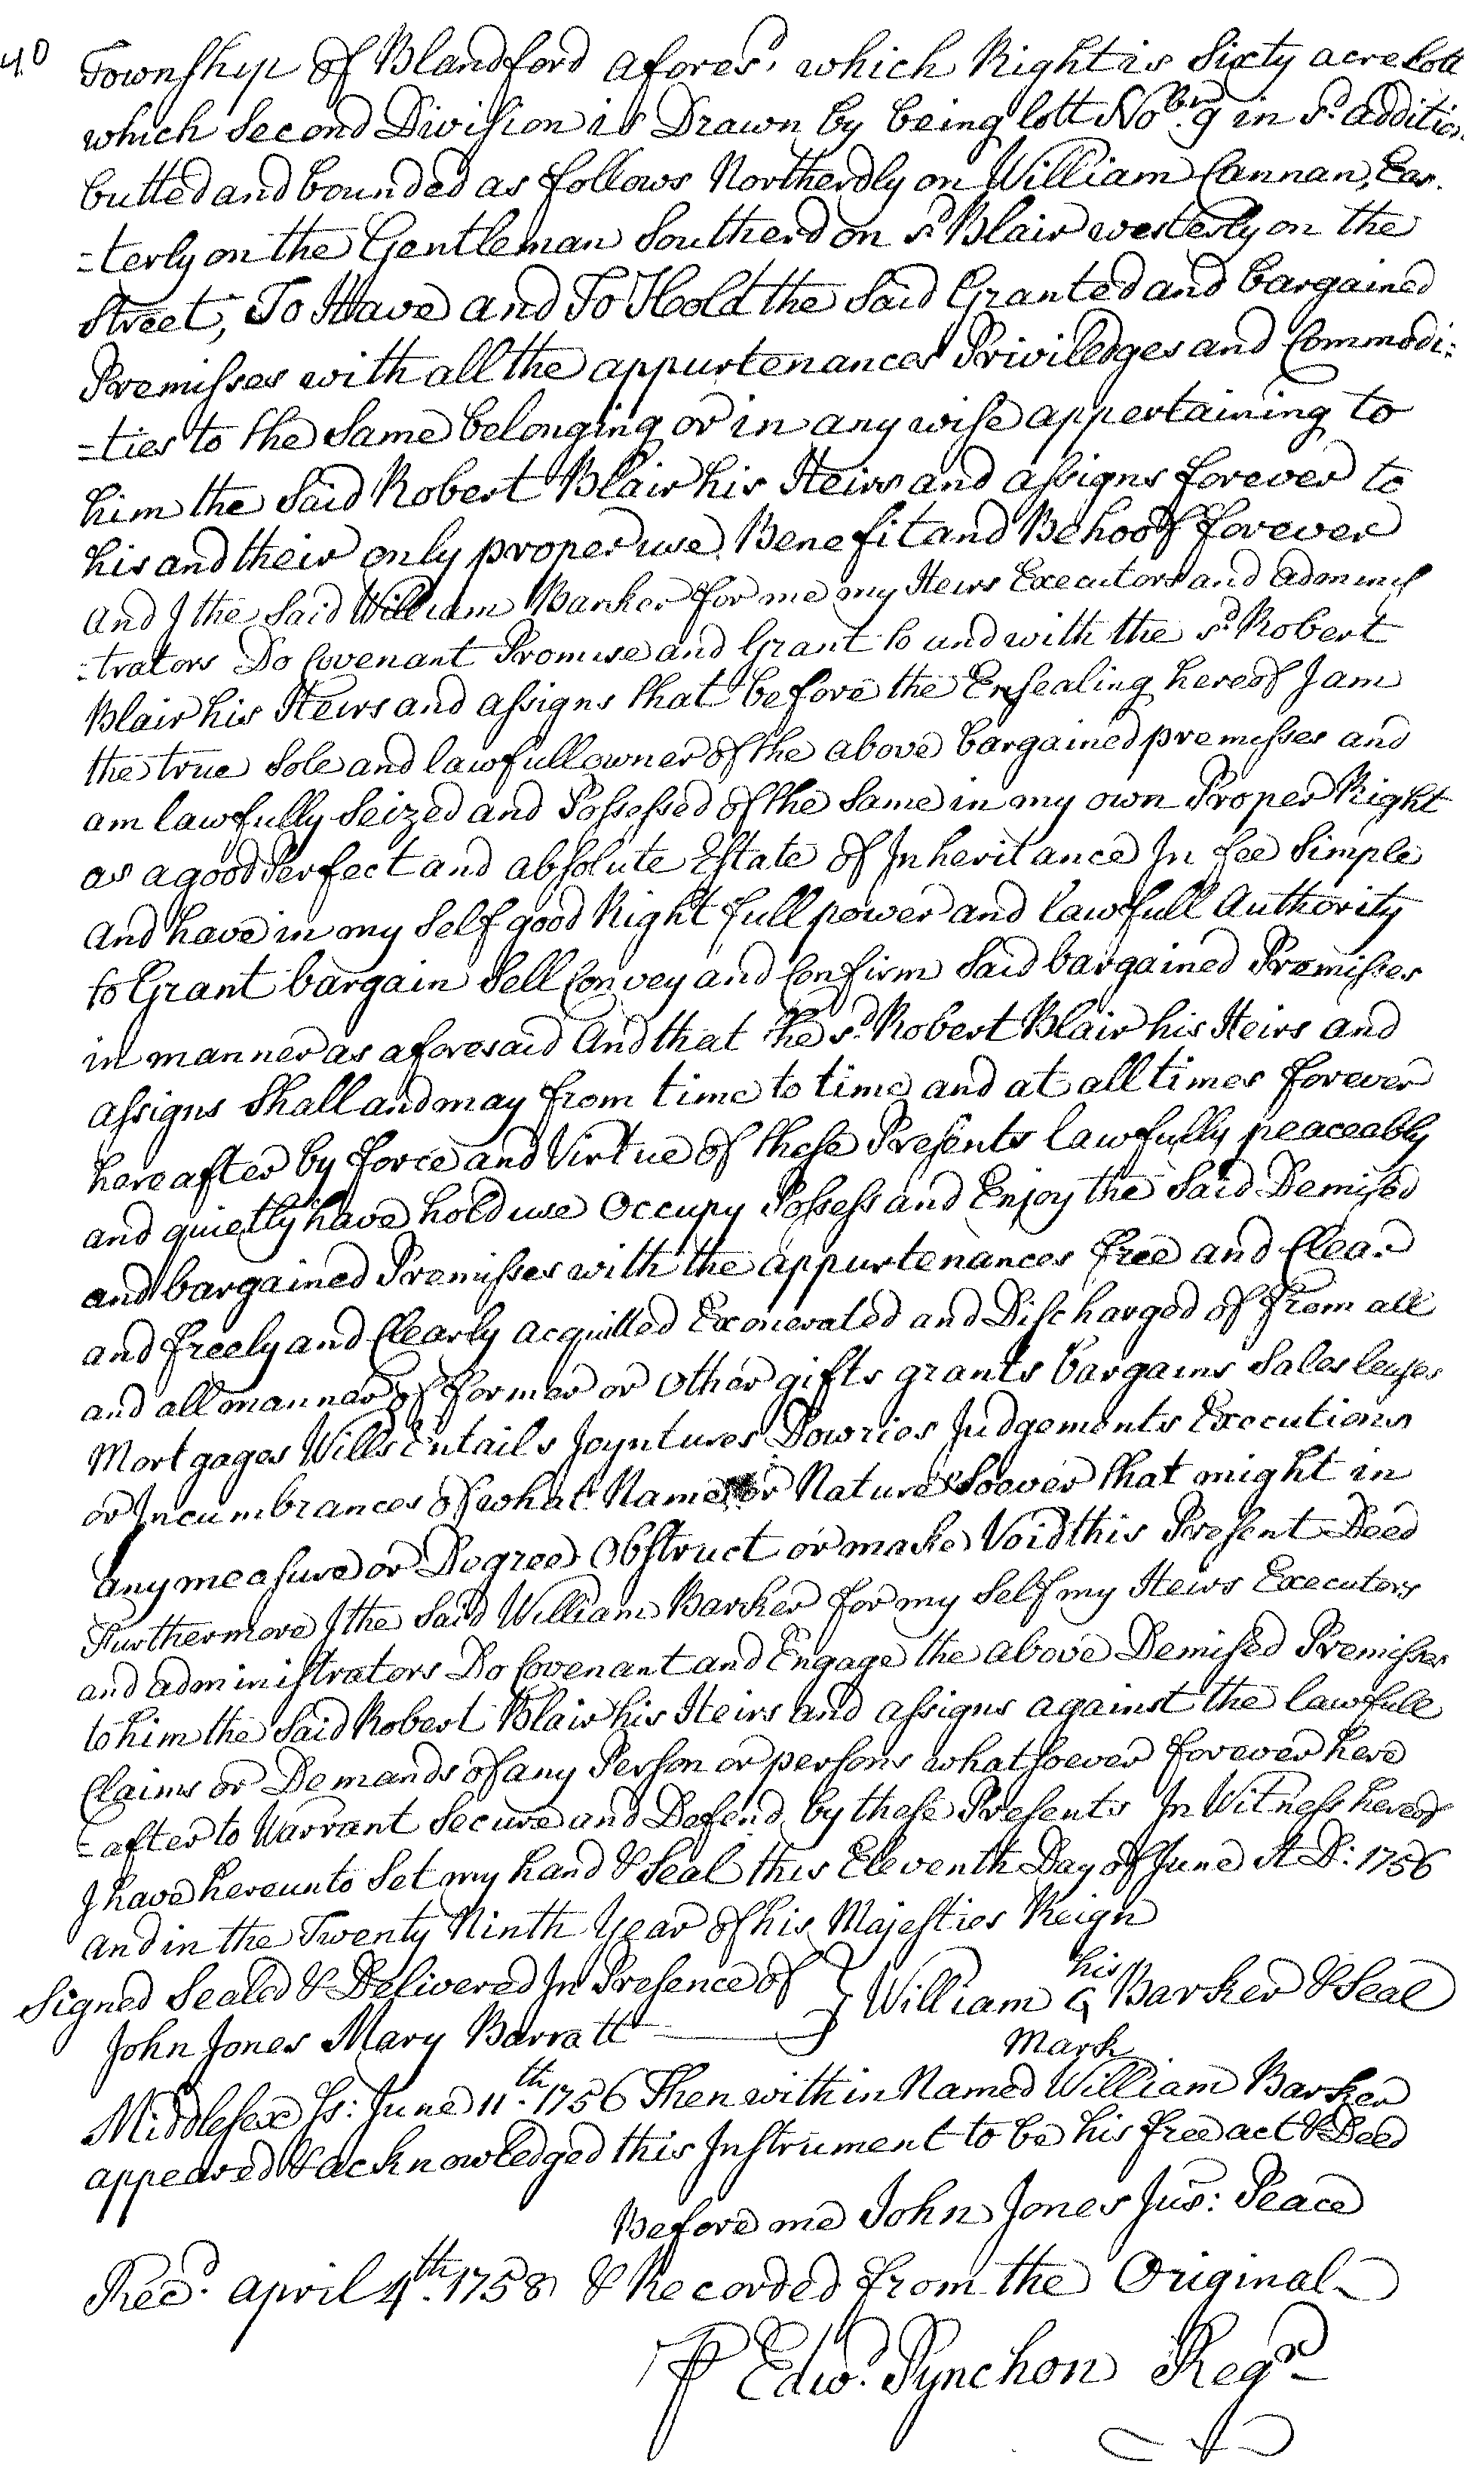 40 Township of Blandford afores.d which Right is Sixty acre Lott
which Second Division is Drawn by being lott No. 9 in s.d addition
butted and bounded as follows Northerdly on William Cannan, Eas
=terly on the Gentleman Southerd on s.d Blair westerly on the
Street, To Have and To Hold the Said Granted and bargained
Premisses with all the appurtenances Priviledges and Commodi=
=ties to the Same belonging or in any wise appertaining to
him the Said Robert Blair his Heirs and assigns forever to
his and their only proper use Benefit and Behoof forever
and I the Said William Barker for me my Heirs Executors and adminis
=trators Do Covenant Promise and Grant to and with the s.d Robert
Blair his Heirs and assigns that before the Ensealing hereof I am
the true Sole and lawfull owner of the above bargained premisses and
am lawfully Seized and Possessed of the Same in my own Proper Right
as a good Perfect and absolute Estate of Inheritance In fee Simple
and have in my Self good Right full power and lawfull Authority
to Grant bargain Sell Convey and Confirm Said bargained Premisses
in manner as aforesaid And that he the s.d Robert Blair his Heirs and
assigns Shall and may from time to time and at all times forever
hereafter by force and Virtue of these Presents lawfully peaceably
and quietly have hold use Occupy Possess and Enjoy the Said Demised
and bargained Premisses with the appurtenances free and Clear
and freely and Clearly acquitted Exonerated and Discharged of from all
and all manner of former or other gifts grants bargains Sales leases
Mortgages Wills Entails Joyntures Dowries Judgements Executions
or Incumbrances of what Name or Nature Soever that might in
any measure or Degree Obstruct or make Void this Present Deed
Furthermore I the Said William Barker for my Self my Heirs Executors
and administrators Do Covenant and Engage the above Demised Premisses
to him the Said Robert Blair his Heirs and assigns against the lawfull
Claims or Demands of any Person or persons whatsoever forever here
=after to Warrant Secure and Defend by these Presents In Witness hereof
I have hereunto Set my hand & Seal this Eleventh Day of June A D: 1756
and in the Twenty Ninth Year of his Majesties Reign
Signed Sealed & Delivered In Presence of } William his Barker & Seal
John Jones Mary Barratt Mark
Middlesex Ss: June 11th. 1756 Then within Named William Barker
appeared & acknowledged this Instrument to be his free act & Deed
Before me John Jones Jus: Peace
Rec.d april 4th. 1758 & Recorded from the Original
Edw.d Pynchon Reg.r